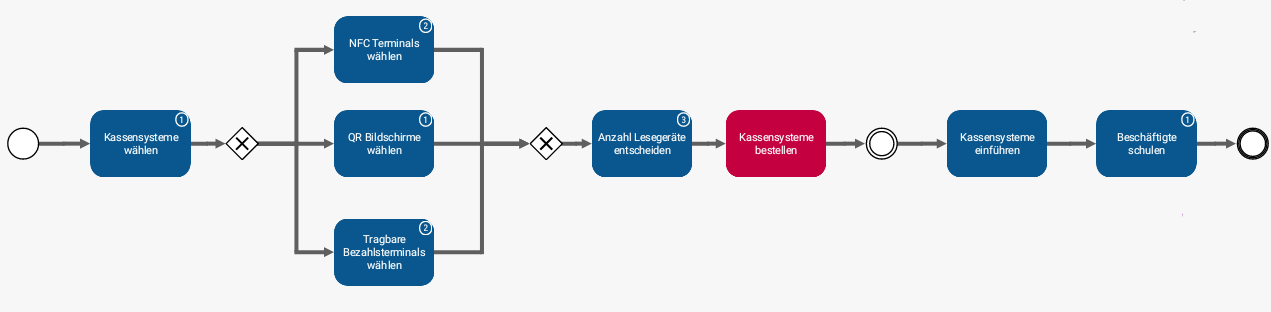 2
NFC Terminals
wählen
1
Kassensysteme
wählen
1
QR Bildschirme
wählen
2
Tragbare
Bezahlsterminals
wählen
3
Anzahl Lesegeräte
entscheiden
Kassensysteme
bestellen
Kassensysteme
einführen
1
Beschäftigte
schulen